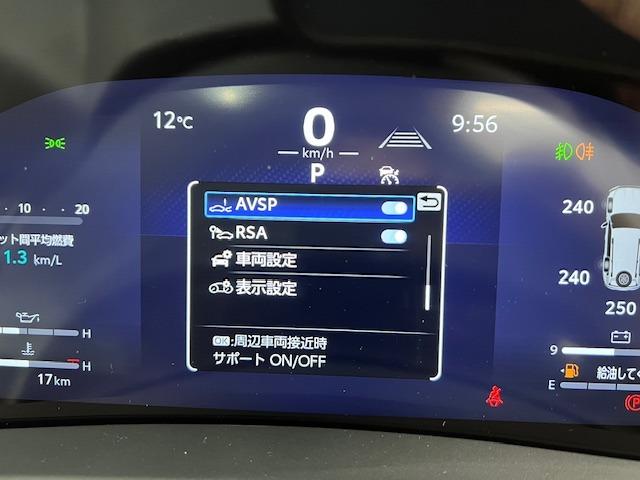 12℃
0
km/h
P
9:56
10 20
ット間平均燃費
1.3 km/L
H
H
17km
AVSP
RSA
車両設定
表示設定
OK:周辺車両接近時
サポート ON/OFF
240
240
250
9
E
給油してく